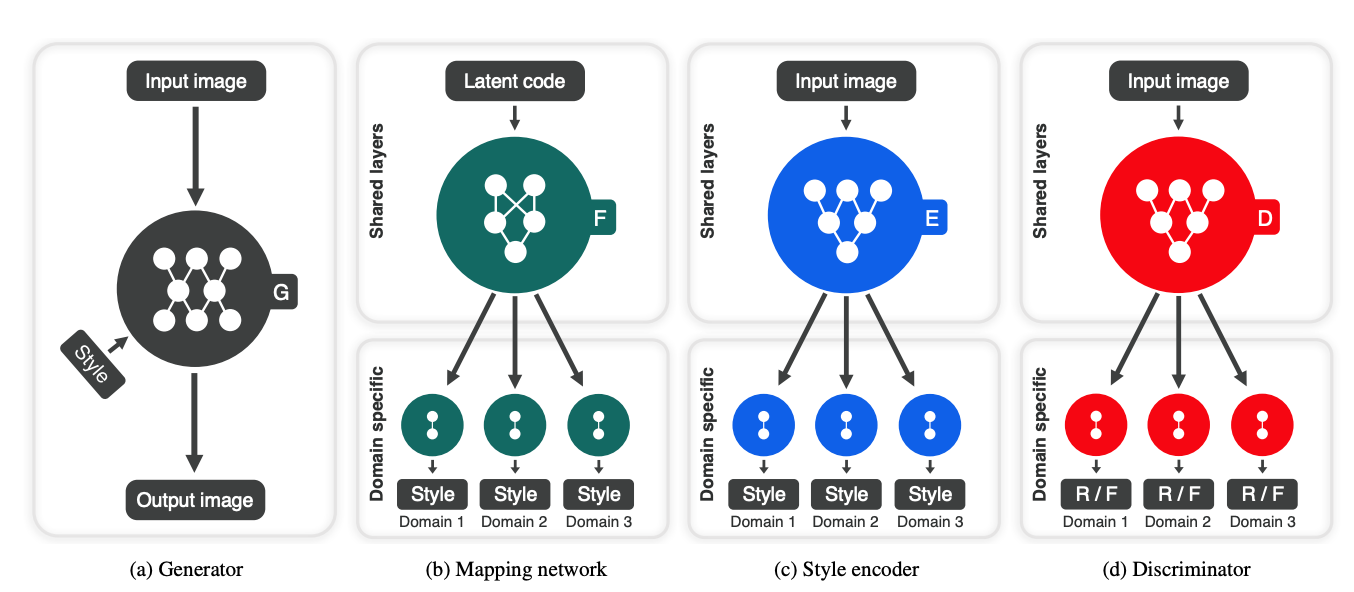 Input image
G
Style
Output image
(a) Generator
Latent code
Shared layers
F
Domain specific
Style Style Style
Domain 1 Domain 2 Domain 3
(b) Mapping network
Input image
Shared layers
E
Domain specific
Style Style Style
Domain 1 Domain 2 Domain 3
(c) Style encoder
Input image
Shared layers
D
Domain specific
R / F R / F R / F
Domain 1 Domain 2 Domain 3
(d) Discriminator